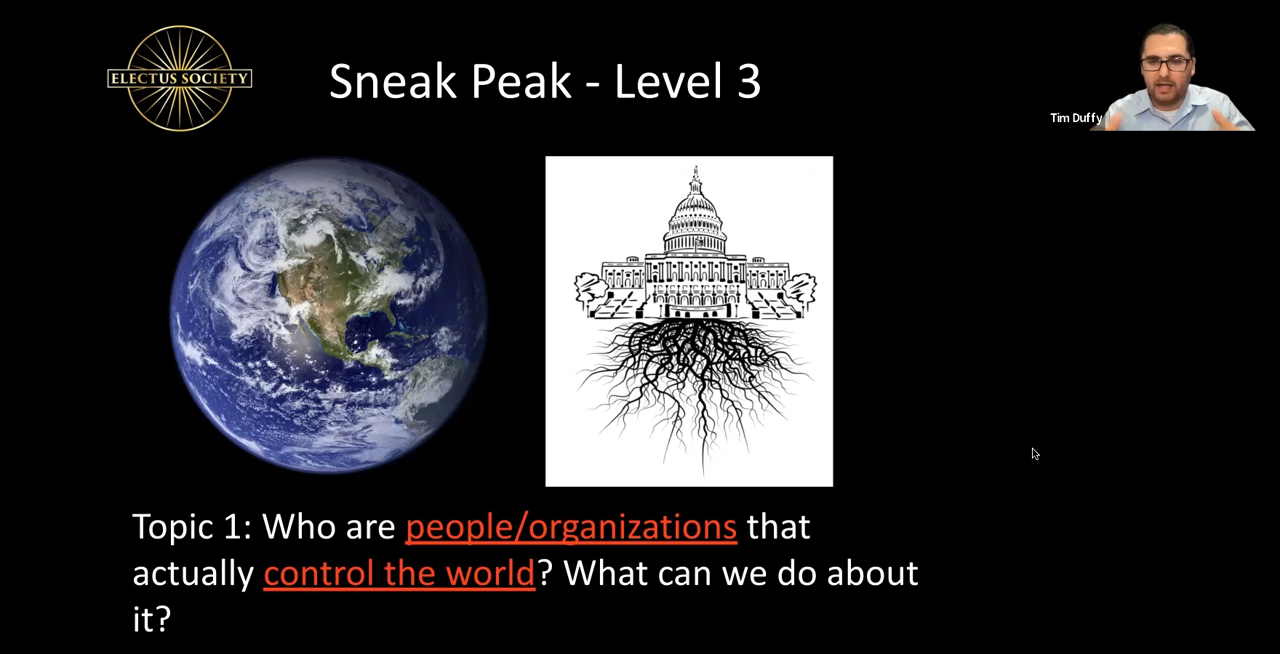 ELECTUS SOCIETY
Sneak Peak - Level 3
Tim Duffy
Topic 1: Who are people/organizations that
actually control the world? What can we do about
it?